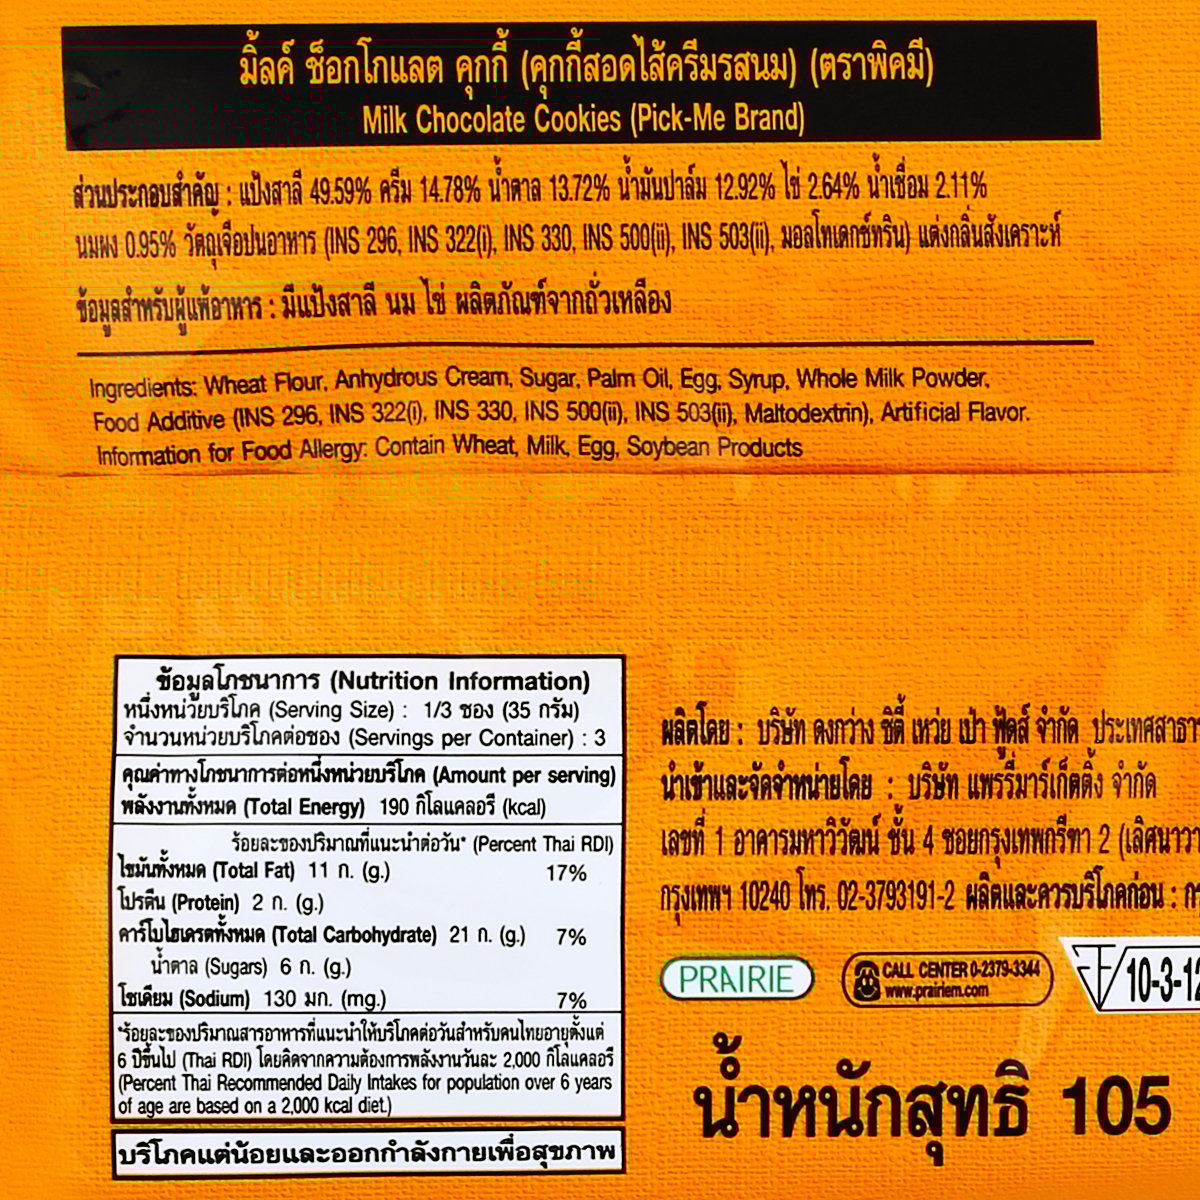 มิ้ลค์ ช็อกโกแลต คุกกี้ (คุกกี้สอดไส้ครีมรสนม) (ตราพิคมี)
Milk Chocolate Cookies (Pick-Me Brand)
ส่วนประกอบสำคัญ : แป้งสาลี 49.59% ครีม 14.78% น้ำตาล 13.72% น้ำมันปาล์ม 12.92% ไข่ 2.64% น้ำเชื่อม 2.11%
นมผง 0.95% วัตถุเจือปนอาหาร (INS 296, INS 322(i), INS 330, INS 500(ii), INS 503(ii), มอลโทเดกซ์ทริน) แต่งกลิ่นสังเคราะห์
ข้อมูลสำหรับผู้แพ้อาหาร : มีแป้งสาลี นม ไข่ ผลิตภัณฑ์จากถั่วเหลือง
Ingredients: Wheat Flour, Anhydrous Cream, Sugar, Palm Oil, Egg, Syrup, Whole Milk Powder,
Food Additive (INS 296, INS 322(i), INS 330, INS 500(ii), INS 503(ii), Maltodextrin), Artificial Flavor.
Information for Food Allergy: Contain Wheat, Milk, Egg, Soybean Products
ข้อมูลโภชนาการ (Nutrition Information)
หนึ่งหน่วยบริโภค (Serving Size) : 1/3 ซอง (35 กรัม)
จำนวนหน่วยบริโภคต่อซอง (Servings per Container) : 3
คุณค่าทางโภชนาการต่อหนึ่งหน่วยบริโภค (Amount per serving)
พลังงานทั้งหมด (Total Energy) 190 กิโลแคลอรี (kcal)
ร้อยละของปริมาณที่แนะนำต่อวัน* (Percent Thai RDI)
ไขมันทั้งหมด (Total Fat) 11 ก. (g.) 17%
โปรตีน (Protein) 2 ก. (g.)
คาร์โบไฮเดรตทั้งหมด (Total Carbohydrate) 21 ก. (g.) 7%
น้ำตาล (Sugars) 6 ก. (g.)
โซเดียม (Sodium) 130 มก. (mg.) 7%
*ร้อยละของปริมาณสารอาหารที่แนะนำให้บริโภคต่อวันสำหรับคนไทยอายุตั้งแต่
6 ปีขึ้นไป (Thai RDI) โดยคิดจากความต้องการพลังงานวันละ 2,000 กิโลแคลอรี
(Percent Thai Recommended Daily Intakes for population over 6 years
of age are based on a 2,000 kcal diet.)
บริโภคแต่น้อยและออกกำลังกายเพื่อสุขภาพ
ผลิตโดย : บริษัท ดงกว่าง ซิตี้ เหว่ย เป่า ฟู้ดส์ จำกัด ประเทศสาธาร
นำเข้าและจัดจำหน่ายโดย : บริษัท แพรรี่มาร์เก็ตติ้ง จำกัด
เลขที่ 1 อาคารมหาวิวัฒน์ ชั้น 4 ซอยกรุงเทพกรีฑา 2 (เลิศนาวา
กรุงเทพฯ 10240 โทร. 02-3793191-2 ผลิตและควรบริโภคก่อน : กร
PRAIRIE
CALL CENTER 0-2379-3344
www.prairiem.com
10-3-12
น้ำหนักสุทธิ 105